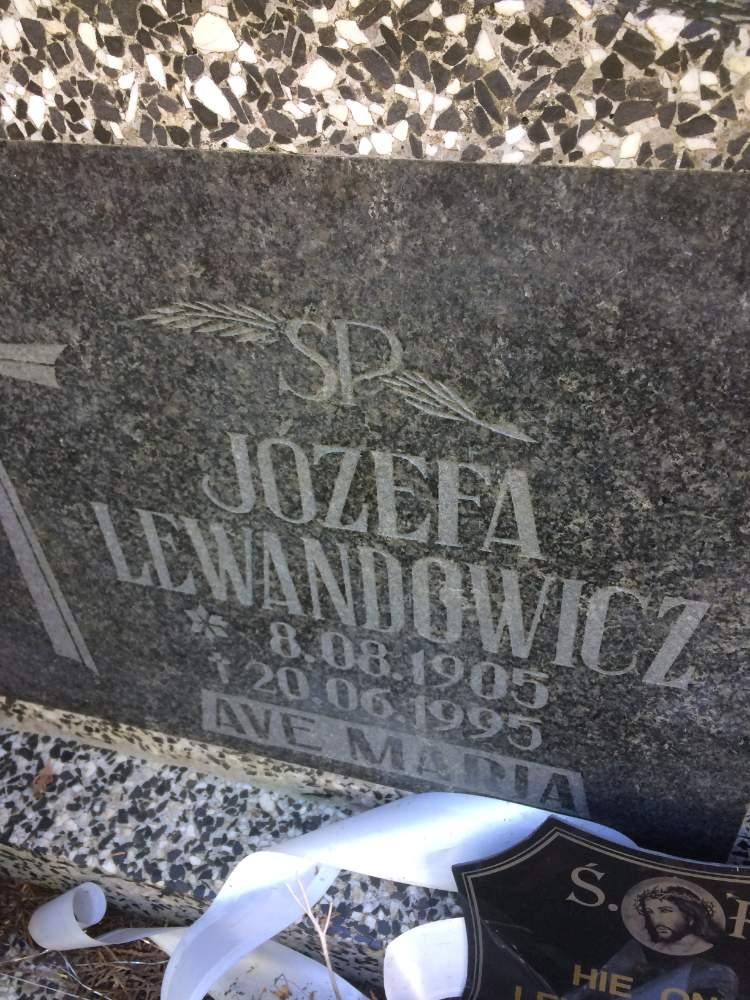 SP
JÓZEFA
LEWANDOWICZ
* 8.08.1905
† 20 06.1995
AVE MARIA
Ś.